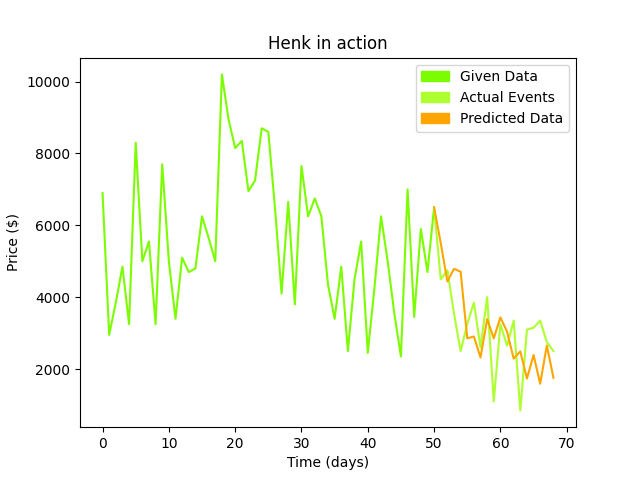 Henk in action
Given Data
Actual Events
Predicted Data
Price ($)
10000
8000
6000
4000
2000
0 10 20 30 40 50 60 70
Time (days)